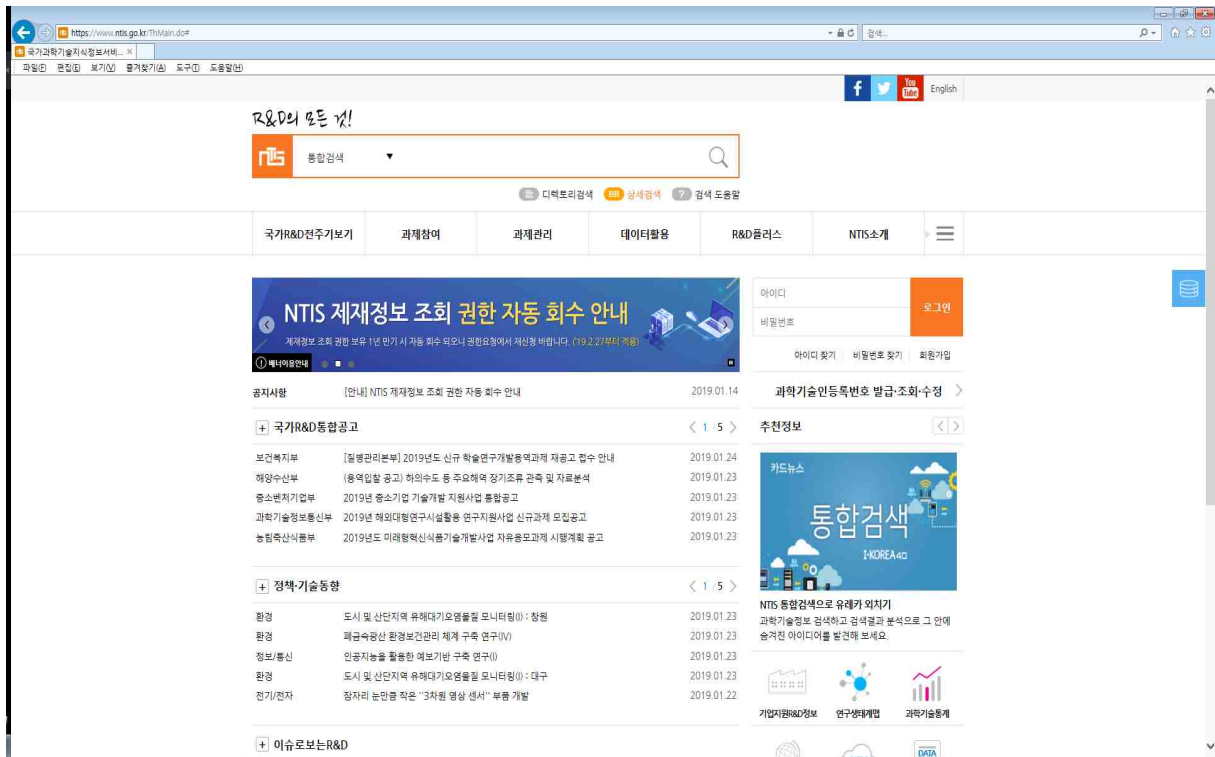 https://www.ntis.go.kr/ThMain.do#
검색...
국가과학기술지식정보서비... ×
파일(F) 편집(E) 보기(V) 즐겨찾기(A) 도구(T) 도움말(H)
f You Tube English
R&D의 모든 것!
nTIS 통합검색 ▼
디렉토리검색 상세검색 ? 검색 도움말
국가R&D전주기보기 과제참여 과제관리 데이터활용 R&D플러스 NTIS소개
NTIS 제재정보 조회 권한 자동 회수 안내
제재정보 조회 권한 보유 1년 만기 시 자동 회수 되오니 권한요청에서 재신청 바랍니다. ('19.2.27부터 적용)
배너이용안내
아이디
비밀번호
로그인
아이디 찾기 비밀번호 찾기 회원가입
공지사항 [안내] NTIS 제재정보 조회 권한 자동 회수 안내 2019.01.14
과학기술인등록번호 발급·조회·수정 >
+ 국가R&D통합공고 < 1 / 5 >
보건복지부 [질병관리본부] 2019년도 신규 학술연구개발용역과제 재공고 접수 안내 2019.01.24
해양수산부 (용역입찰 공고) 하의수도 등 주요해역 장기조류 관측 및 자료분석 2019.01.23
중소벤처기업부 2019년 중소기업 기술개발 지원사업 통합공고 2019.01.23
과학기술정보통신부 2019년 해외대형연구시설활용 연구지원사업 신규과제 모집공고 2019.01.23
농림축산식품부 2019년도 미래형혁신식품기술개발사업 자유응모과제 시행계획 공고 2019.01.23
추천정보 < >
카드뉴스
통합검색
I-KOREA 4.0
NTIS 통합검색으로 유레카 외치기
과학기술정보 검색하고 검색결과 분석으로 그 안에
숨겨진 아이디어를 발견해 보세요.
+ 정책·기술동향 < 1 / 5 >
환경 도시 및 산단지역 유해대기오염물질 모니터링(I) : 창원 2019.01.23
환경 폐금속광산 환경보건관리 체계 구축 연구(IV) 2019.01.23
정보/통신 인공지능을 활용한 예보기반 구축 연구(I) 2019.01.23
환경 도시 및 산단지역 유해대기오염물질 모니터링(I) : 대구 2019.01.23
전기/전자 잠자리 눈만큼 작은 "3차원 영상 센서" 부품 개발 2019.01.22
기업지원R&D정보 연구생태계맵 과학기술통계
+ 이슈로보는R&D
DATA